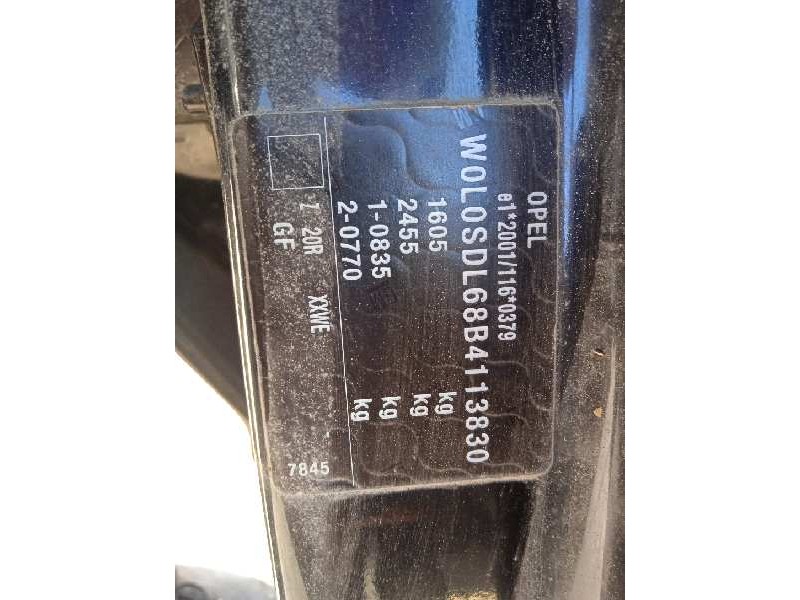 OPEL
e1*2001/116*0379
W0L0SDL68B4113830
1605 kg
2455 kg
1-0835 kg
2-0770 kg
Z 20R XXWE
GF
7845